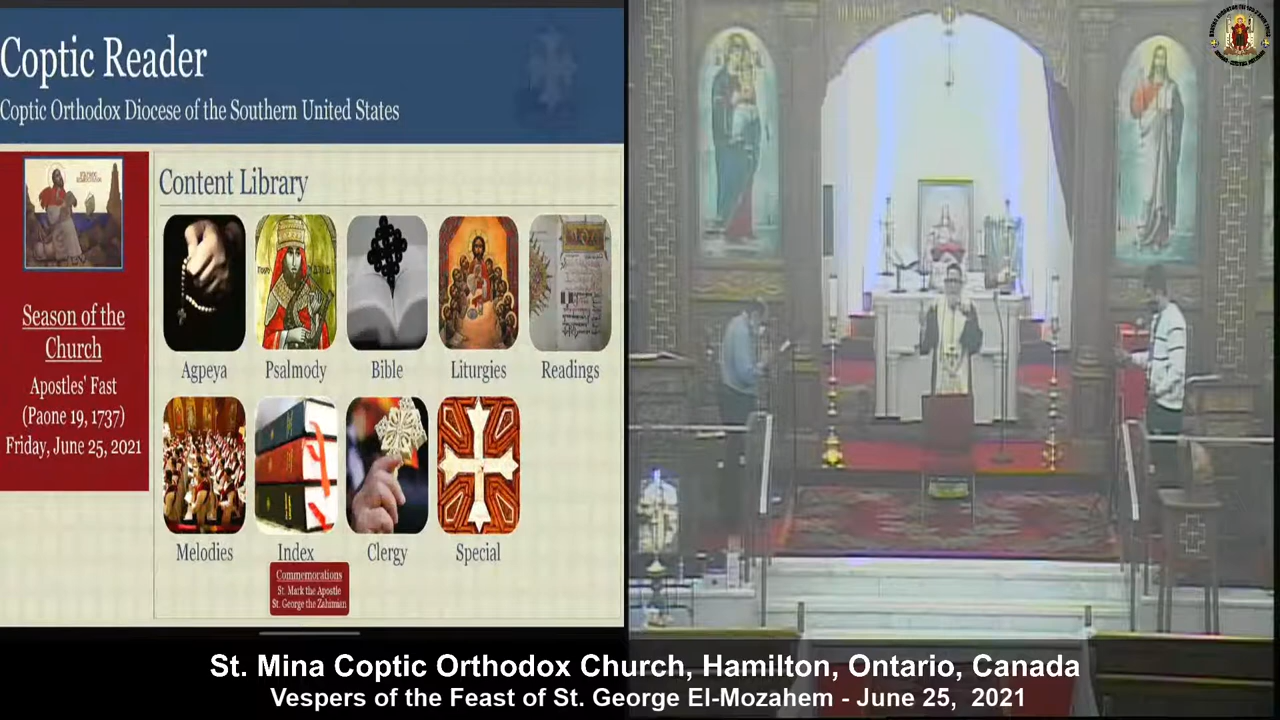 Coptic Reader
Coptic Orthodox Diocese of the Southern United States
Season of the
Church
Apostles' Fast
(Paone 19, 1737)
Friday, June 25, 2021
Content Library
Agpeya
Psalmody
Bible
Liturgies
Readings
Melodies
Index
Clergy
Special
Commemorations
St. Mark the Apostle
St. George the Zahimian
St. Mina Coptic Orthodox Church, Hamilton, Ontario, Canada
Vespers of the Feast of St. George El-Mozahem - June 25, 2021